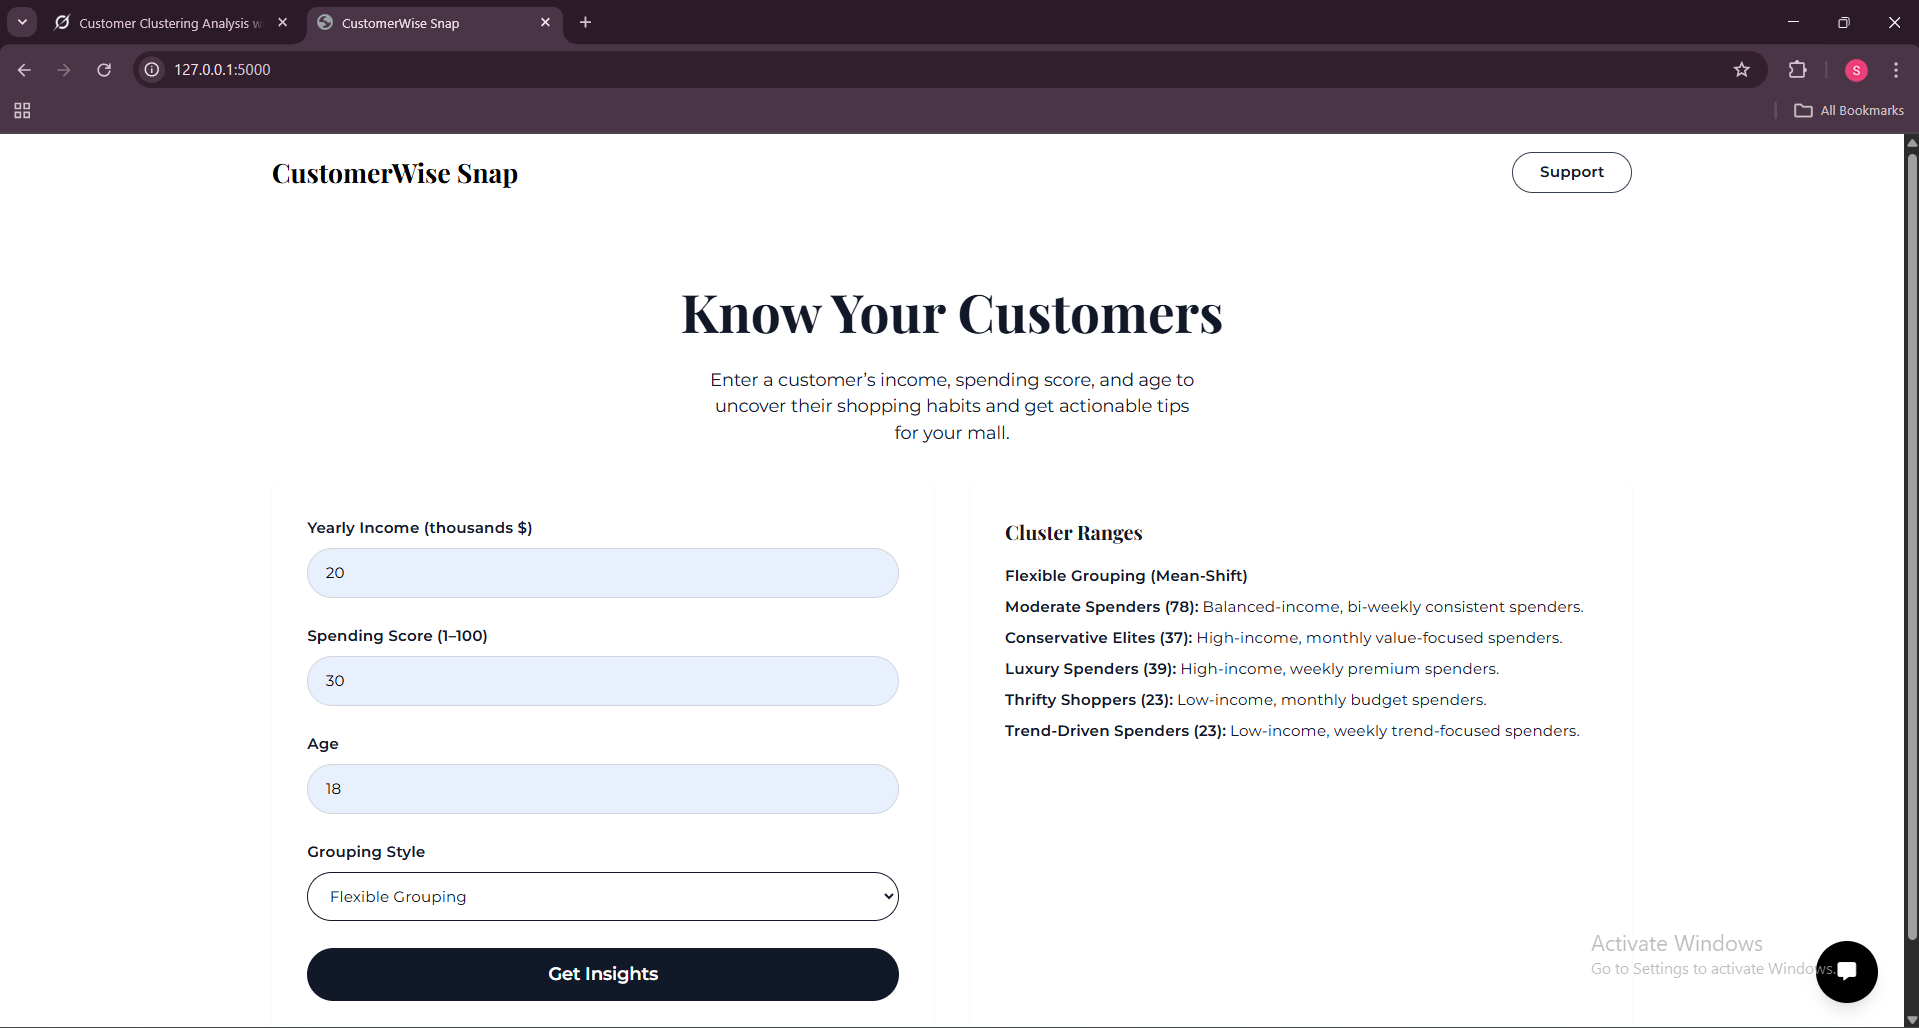 Customer Clustering Analysis w
CustomerWise Snap
127.0.0.1:5000
S
All Bookmarks
CustomerWise Snap
Support
Know Your Customers
Enter a customer’s income, spending score, and age to
uncover their shopping habits and get actionable tips
for your mall.
Yearly Income (thousands $)
20
Spending Score (1–100)
30
Age
18
Grouping Style
Flexible Grouping
Get Insights
Cluster Ranges
Flexible Grouping (Mean-Shift)
Moderate Spenders (78): Balanced-income, bi-weekly consistent spenders.
Conservative Elites (37): High-income, monthly value-focused spenders.
Luxury Spenders (39): High-income, weekly premium spenders.
Thrifty Shoppers (23): Low-income, monthly budget spenders.
Trend-Driven Spenders (23): Low-income, weekly trend-focused spenders.
Activate Windows
Go to Settings to activate Windows.